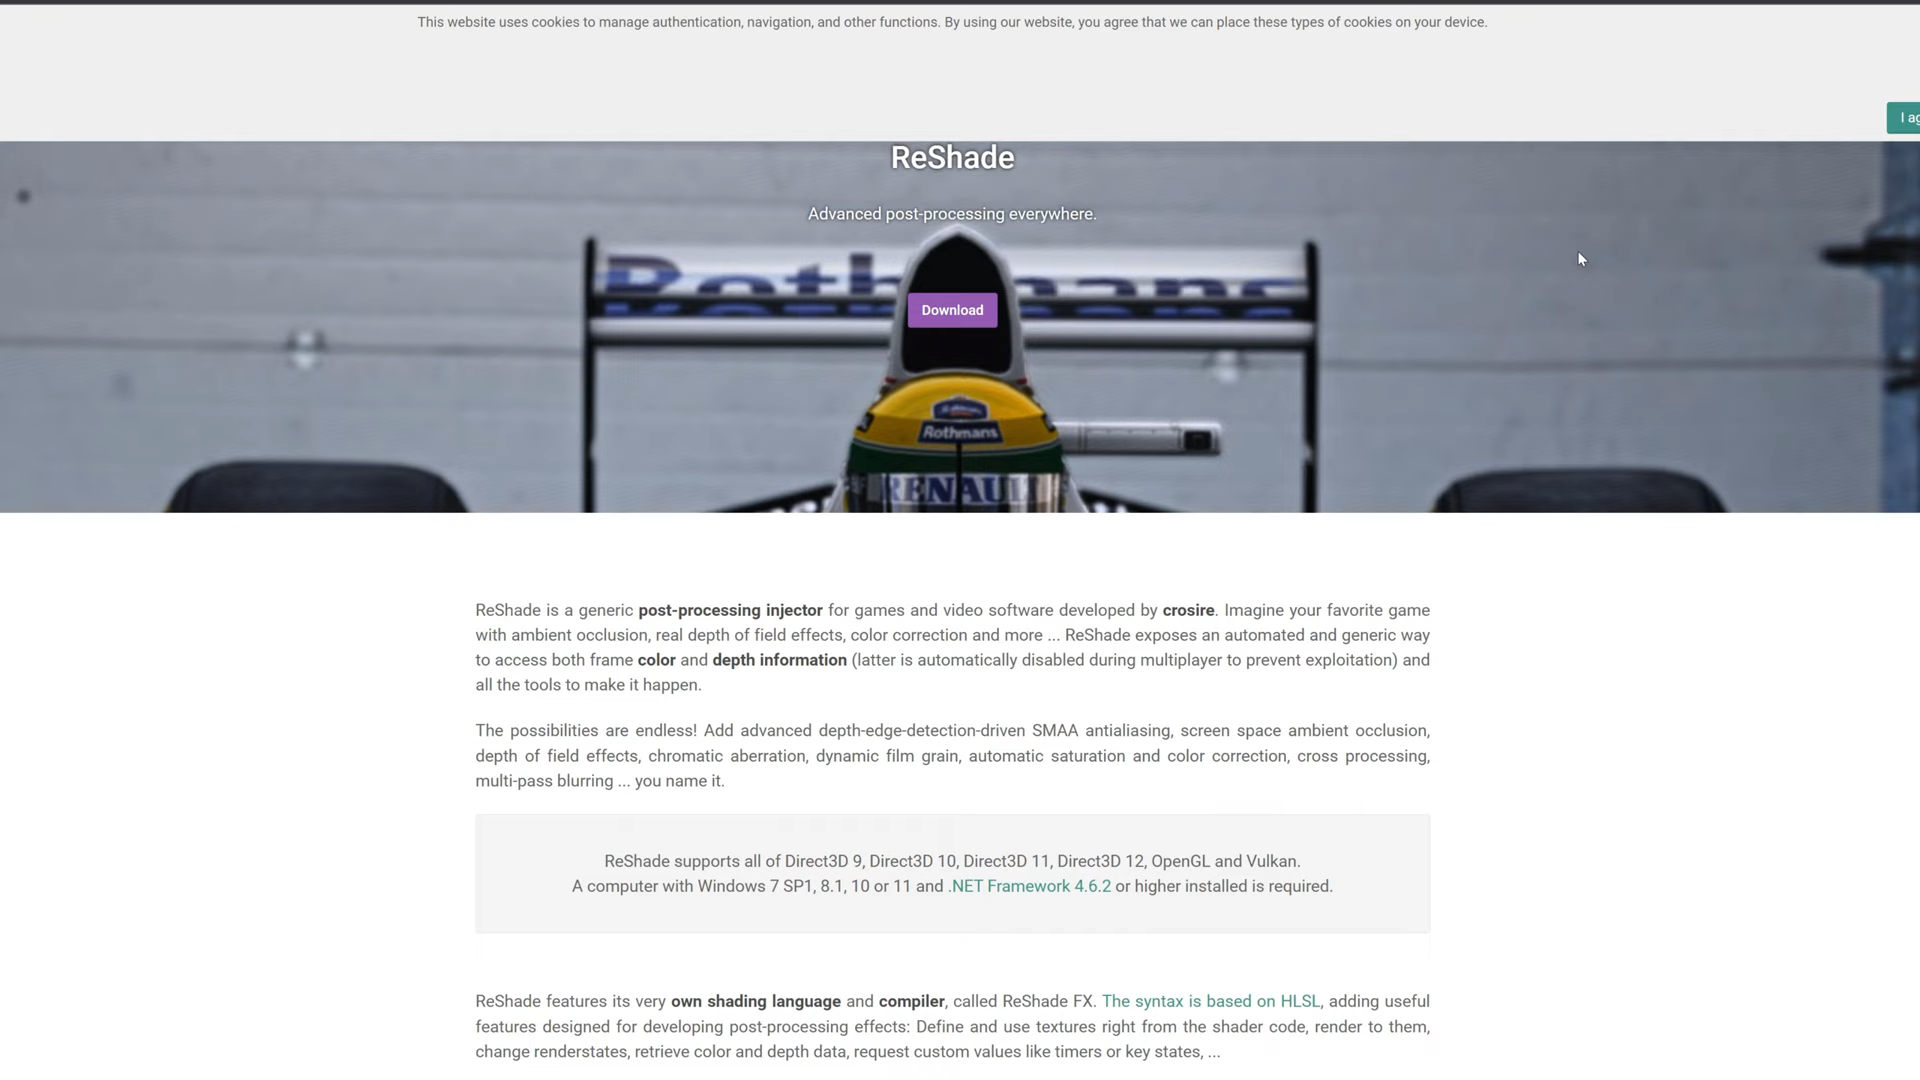 This website uses cookies to manage authentication, navigation, and other functions. By using our website, you agree that we can place these types of cookies on your device.
I ag
ReShade
Advanced post-processing everywhere.
Rothmans
Download
Rothmans
RENAULT
ReShade is a generic post-processing injector for games and video software developed by crosire. Imagine your favorite game
with ambient occlusion, real depth of field effects, color correction and more ... ReShade exposes an automated and generic way
to access both frame color and depth information (latter is automatically disabled during multiplayer to prevent exploitation) and
all the tools to make it happen.
The possibilities are endless! Add advanced depth-edge-detection-driven SMAA antialiasing, screen space ambient occlusion,
depth of field effects, chromatic aberration, dynamic film grain, automatic saturation and color correction, cross processing,
multi-pass blurring ... you name it.
ReShade supports all of Direct3D 9, Direct3D 10, Direct3D 11, Direct3D 12, OpenGL and Vulkan.
A computer with Windows 7 SP1, 8.1, 10 or 11 and .NET Framework 4.6.2 or higher installed is required.
ReShade features its very own shading language and compiler, called ReShade FX. The syntax is based on HLSL, adding useful
features designed for developing post-processing effects: Define and use textures right from the shader code, render to them,
change renderstates, retrieve color and depth data, request custom values like timers or key states, ...